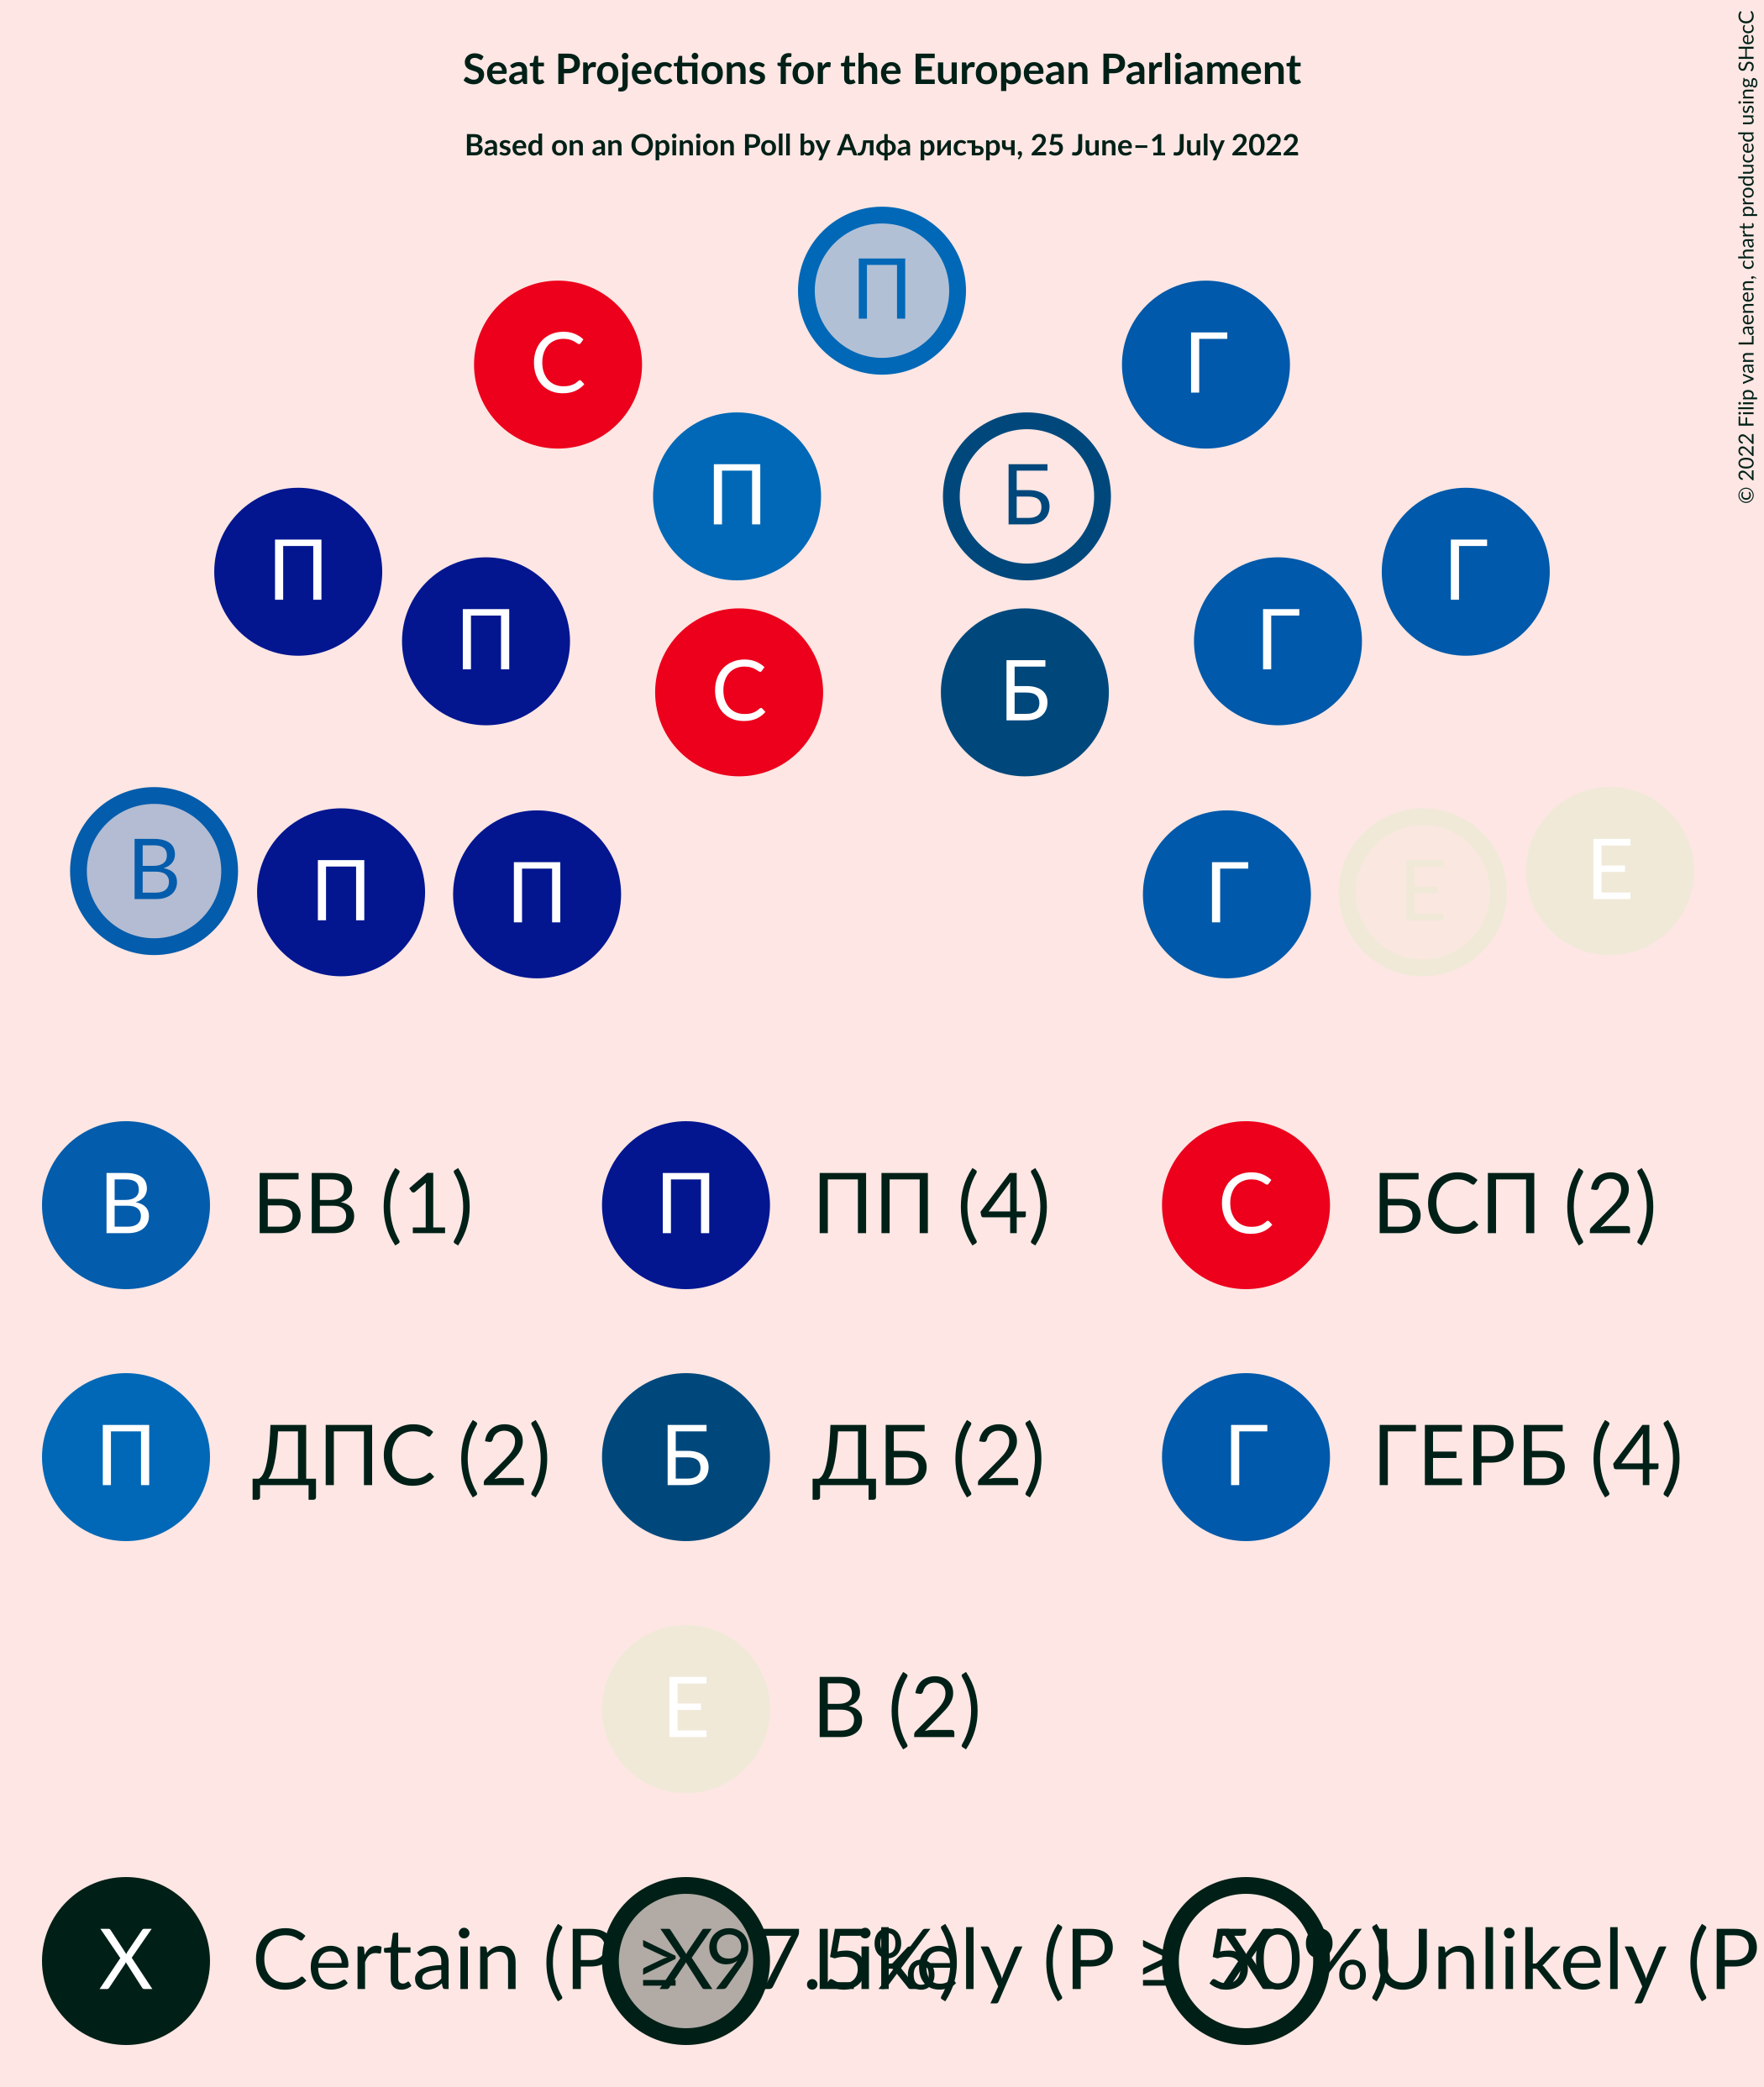 Seat Projections for the European Parliament
Based on an Opinion Poll by Алфа рисърч, 25 June–1 July 2022
© 2022 Filip van Laenen, chart produced using SHecC
П
С Г
П Б
П Г
П Г
С Б
В Е
П П Г Е
В БВ (1) П ПП (4) С БСП (2)
П ДПС (2) Б ДБ (2) Г ГЕРБ (4)
Е В (2)
X Certain (P ≥ 97.5%) X Likely (P ≥ 50%) X Unlikely (P